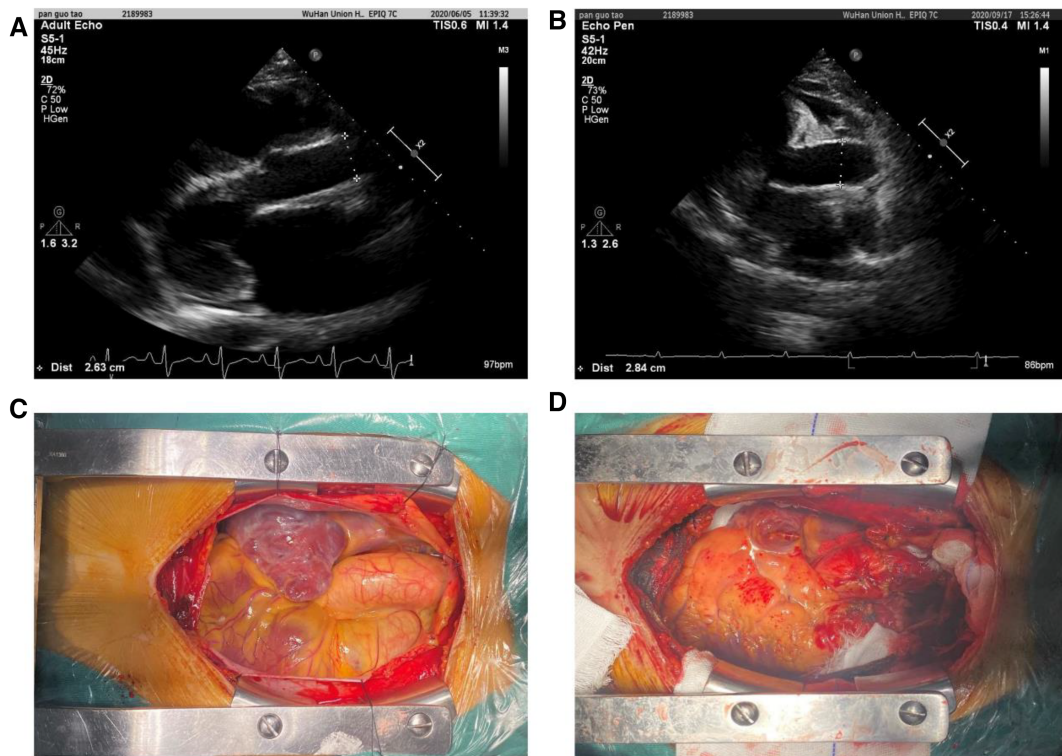 A
pan guo tao 2189983 WuHan Union H.. EPIQ 7C 2020/06/05 11:39:32
Adult Echo TIS0.6 MI 1.4
S5-1
45Hz
18cm
M3
2D
72%
C 50
P Low
HGen
X2
P
G
P R
1.6 3.2
Dist 2.63 cm
1
97bpm
B
pan guo tao 2189983 WuHan Union H.. EPIQ 7C 2020/09/17 15:26:44
Echo Pen TIS0.4 MI 1.4
S5-1
42Hz
20cm
M1
2D
73%
C 50
P Low
HGen
X2
P
G
P R
1.3 2.6
Dist 2.84 cm
1
86bpm
C
D